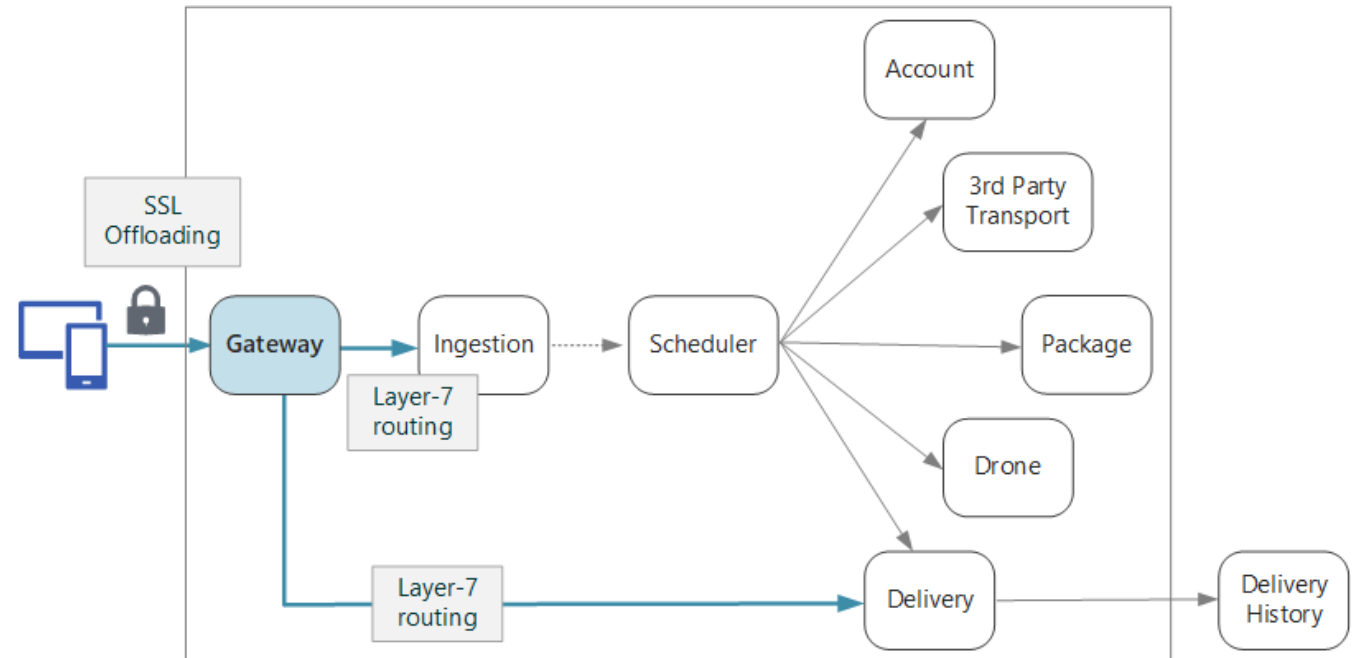 Account
3rd Party
Transport
SSL
Offloading
Gateway
Ingestion
Scheduler
Package
Layer-7
routing
Drone
Layer-7
routing
Delivery
Delivery
History